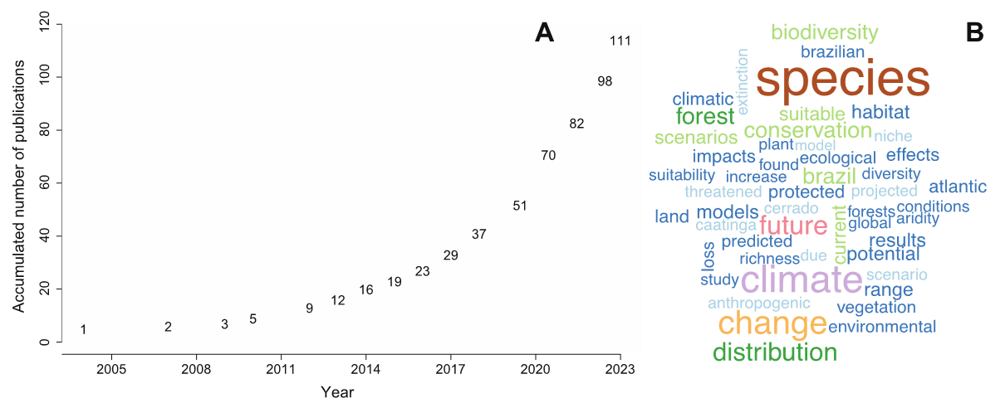 A
Accumulated number of publications
120
100
80
60
40
20
0
1
2
3
5
9
12
16
19
23
29
37
51
70
82
98
111
2005
2008
2011
2014
2017
2020
2023
Year
B
biodiversity
brazilian
extinction
species
climatic
forest
suitable
habitat
scenarios
conservation
niche
plant
model
impacts
found
ecological
effects
suitability
increase
brazil
diversity
threatened
protected
projected
atlantic
land
models
cerrado
current
forests
conditions
caatinga
future
global
aridity
loss
predicted
results
richness
due
potential
study
climate
scenario
range
anthropogenic
vegetation
change
environmental
distribution